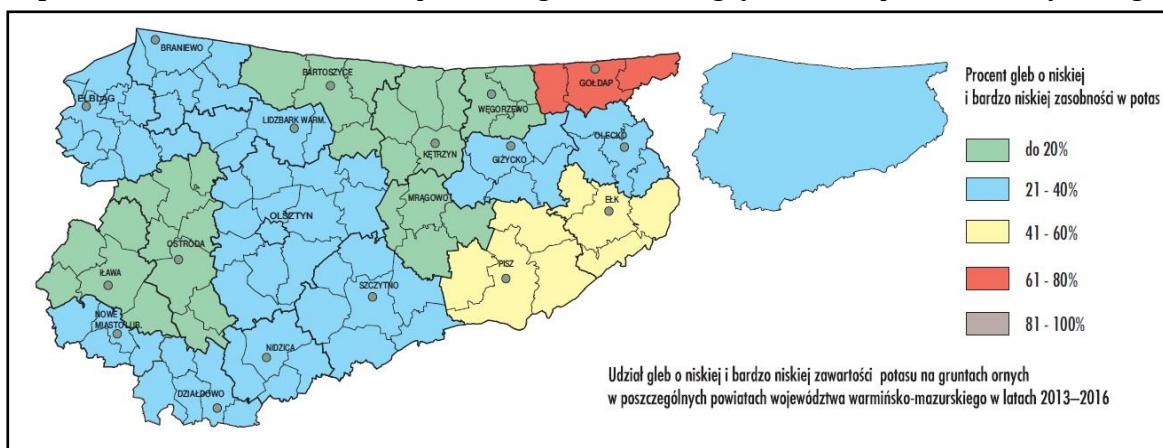 BRANIEWO
BARTOSZYCE
GOŁDAP
WĘGORZEWO
ELBLĄG
LIDZBARK WARM.
OLECKO
KĘTRZYN
GIŻYCKO
MRĄGOWO
EŁK
OLSZTYN
OSTRÓDA
PISZ
IŁAWA
SZCZYTNO
NOWE
MIASTO LUB.
NIDZICA
DZIAŁDOWO
Procent gleb o niskiej
i bardzo niskiej zasobności w potas
do 20%
21 - 40%
41 - 60%
61 - 80%
81 - 100%
Udział gleb o niskiej i bardzo niskiej zawartości potasu na gruntach ornych
w poszczególnych powiatach województwa warmińsko-mazurskiego w latach 2013–2016